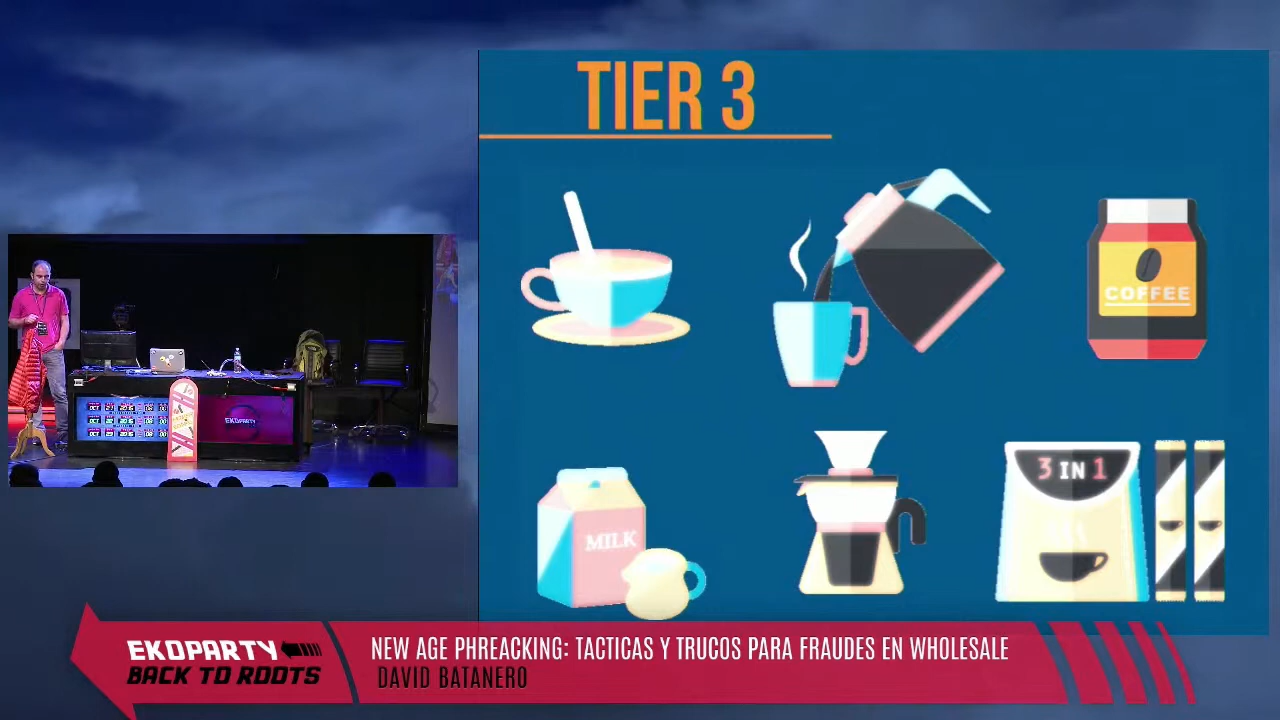 TIER 3
COFFEE
MILK
3 IN 1
EKOPARTY
EKOPARTY
BACK TO ROOTS
NEW AGE PHREACKING: TACTICAS Y TRUCOS PARA FRAUDES EN WHOLESALE
DAVID BATANERO